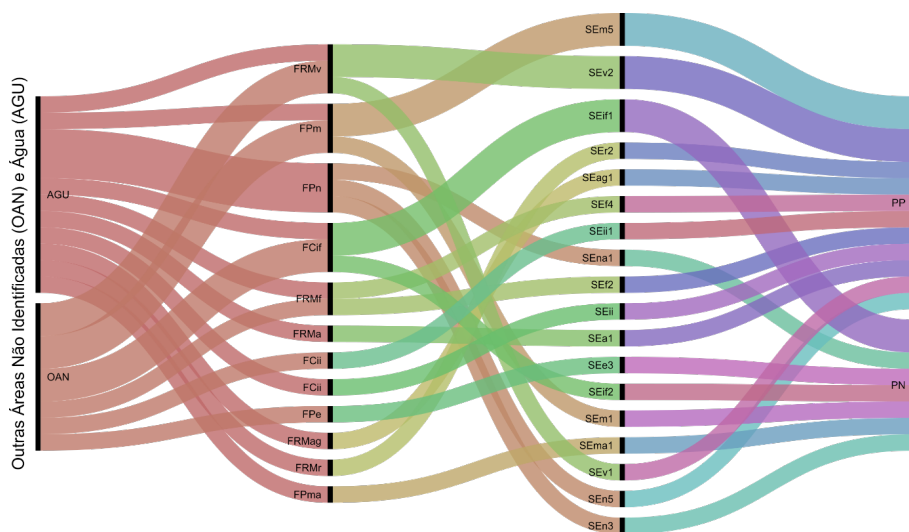 Outras Áreas Não Identificadas (OAN) e Água (AGU)
AGU
OAN
FRMv
FPm
FPn
FCif
FRMf
FRMa
FCii
FCii
FPe
FRMag
FRMr
FPma
SEm5
SEv2
SEif1
SEr2
SEag1
SEf4
SEii1
SEna1
SEf2
SEii
SEa1
SEe3
SEif2
SEm1
SEma1
SEv1
SEn5
SEn3
PP
PN